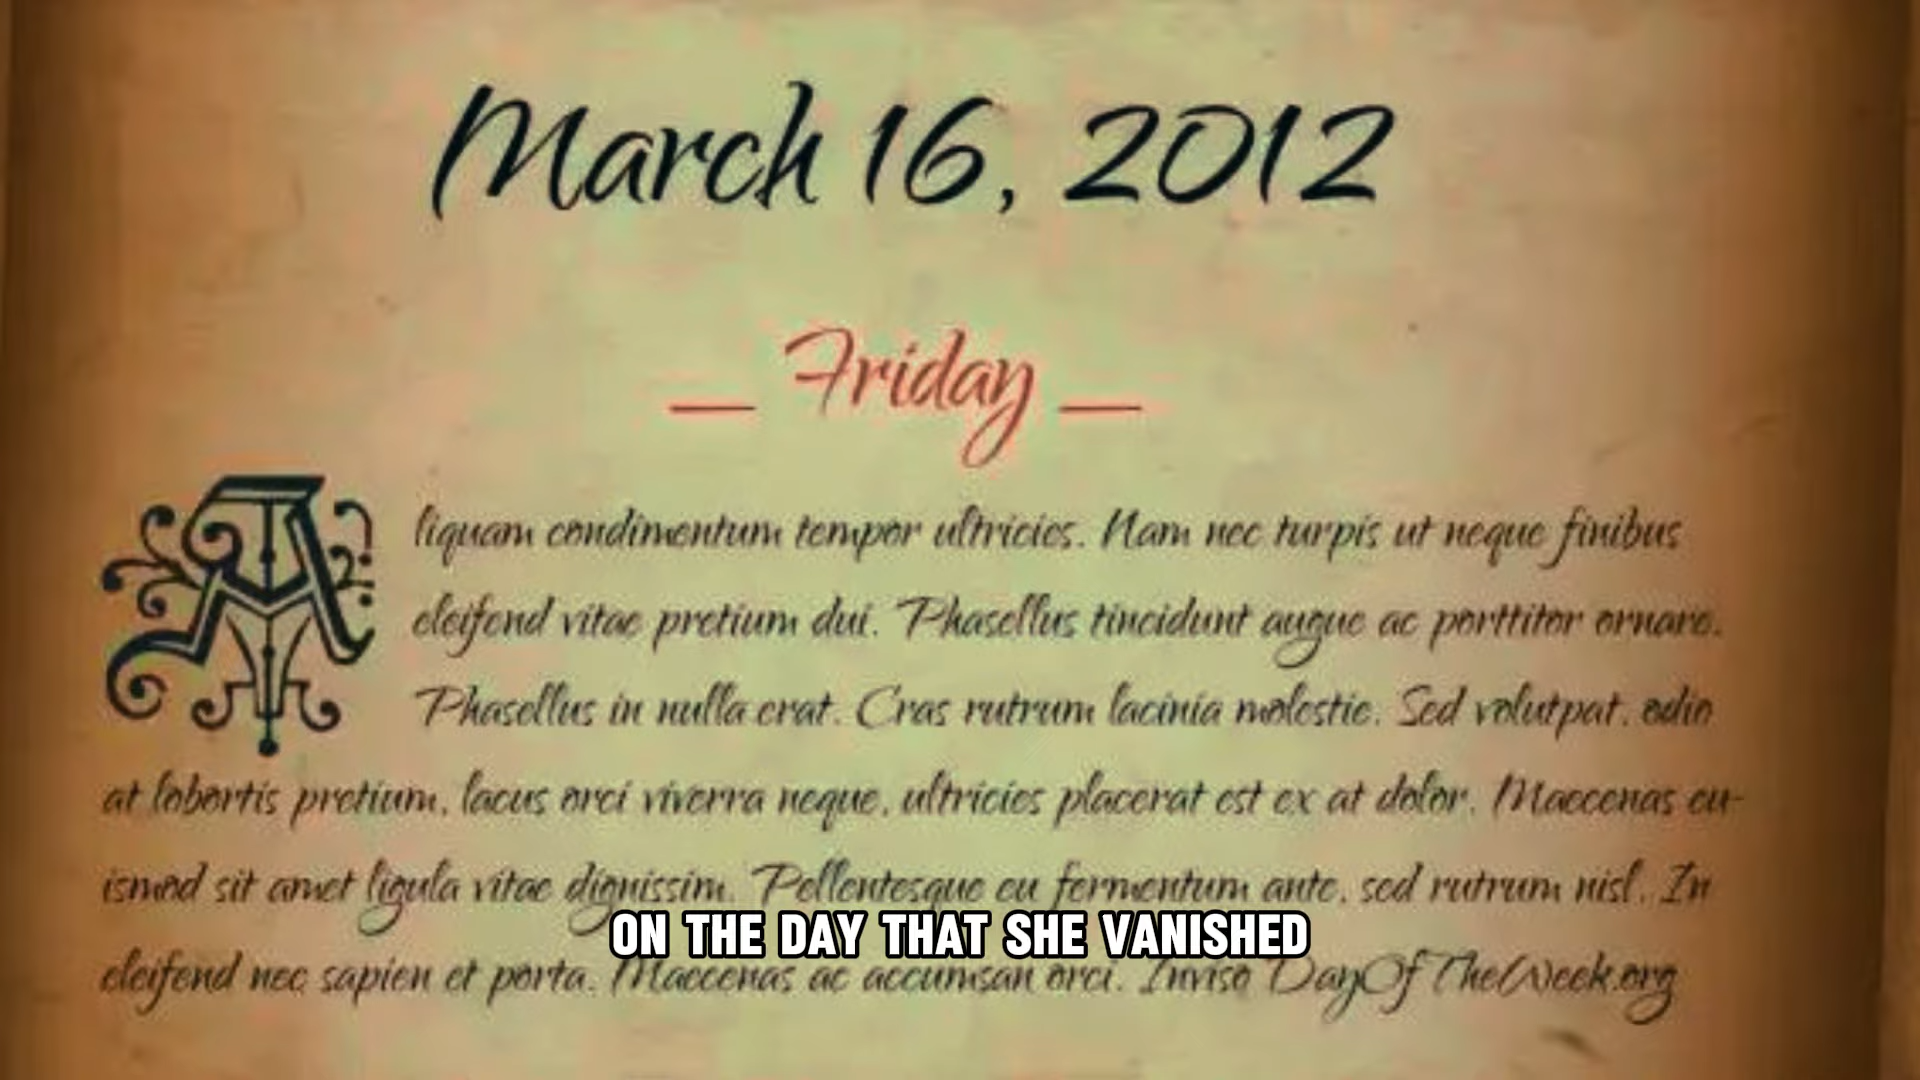 March 16, 2012
Friday
Aliquam condimentum tempor ultricies. Nam nec turpis ut neque finibus
eleifend vitae pretium dui. Phasellus tincidunt augue ac porttitor ornare.
Phasellus in nulla erat. Cras rutrum lacinia molestie. Sed volutpat, odio
at lobortis pretium, lacus orci viverra neque, ultricies placerat est ex at dolor. Maecenas eu-
ismod sit amet ligula vitae dignissim. Pellentesque eu fermentum ante, sed rutrum nisl. In
ON THE DAY THAT SHE VANISHED
eleifend nec sapien et porta. Maecenas ac accumsan orci. Inviso DayOfTheWeek.org